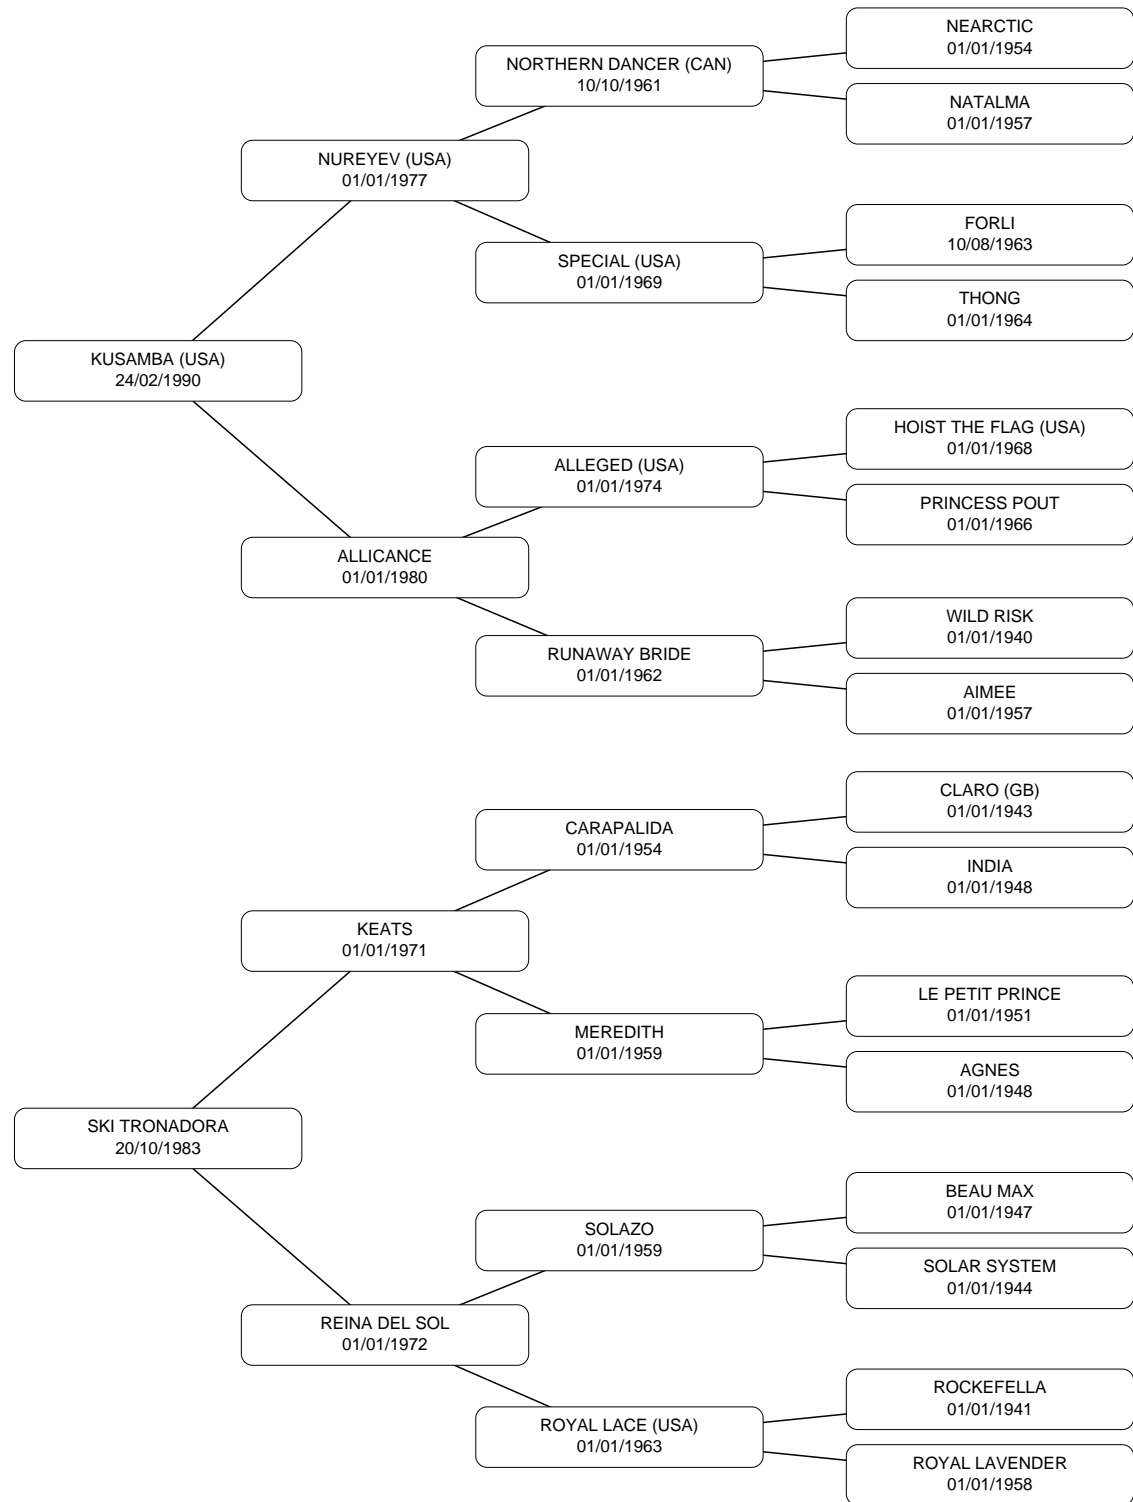 NEARCTIC
01/01/1954
NORTHERN DANCER (CAN)
10/10/1961
NATALMA
01/01/1957
NUREYEV (USA)
01/01/1977
FORLI
10/08/1963
SPECIAL (USA)
01/01/1969
THONG
01/01/1964
KUSAMBA (USA)
24/02/1990
HOIST THE FLAG (USA)
01/01/1968
ALLEGED (USA)
01/01/1974
PRINCESS POUT
01/01/1966
ALLICANCE
01/01/1980
WILD RISK
01/01/1940
RUNAWAY BRIDE
01/01/1962
AIMEE
01/01/1957
CLARO (GB)
01/01/1943
CARAPALIDA
01/01/1954
INDIA
01/01/1948
KEATS
01/01/1971
LE PETIT PRINCE
01/01/1951
MEREDITH
01/01/1959
AGNES
01/01/1948
SKI TRONADORA
20/10/1983
BEAU MAX
01/01/1947
SOLAZO
01/01/1959
SOLAR SYSTEM
01/01/1944
REINA DEL SOL
01/01/1972
ROCKEFELLA
01/01/1941
ROYAL LACE (USA)
01/01/1963
ROYAL LAVENDER
01/01/1958